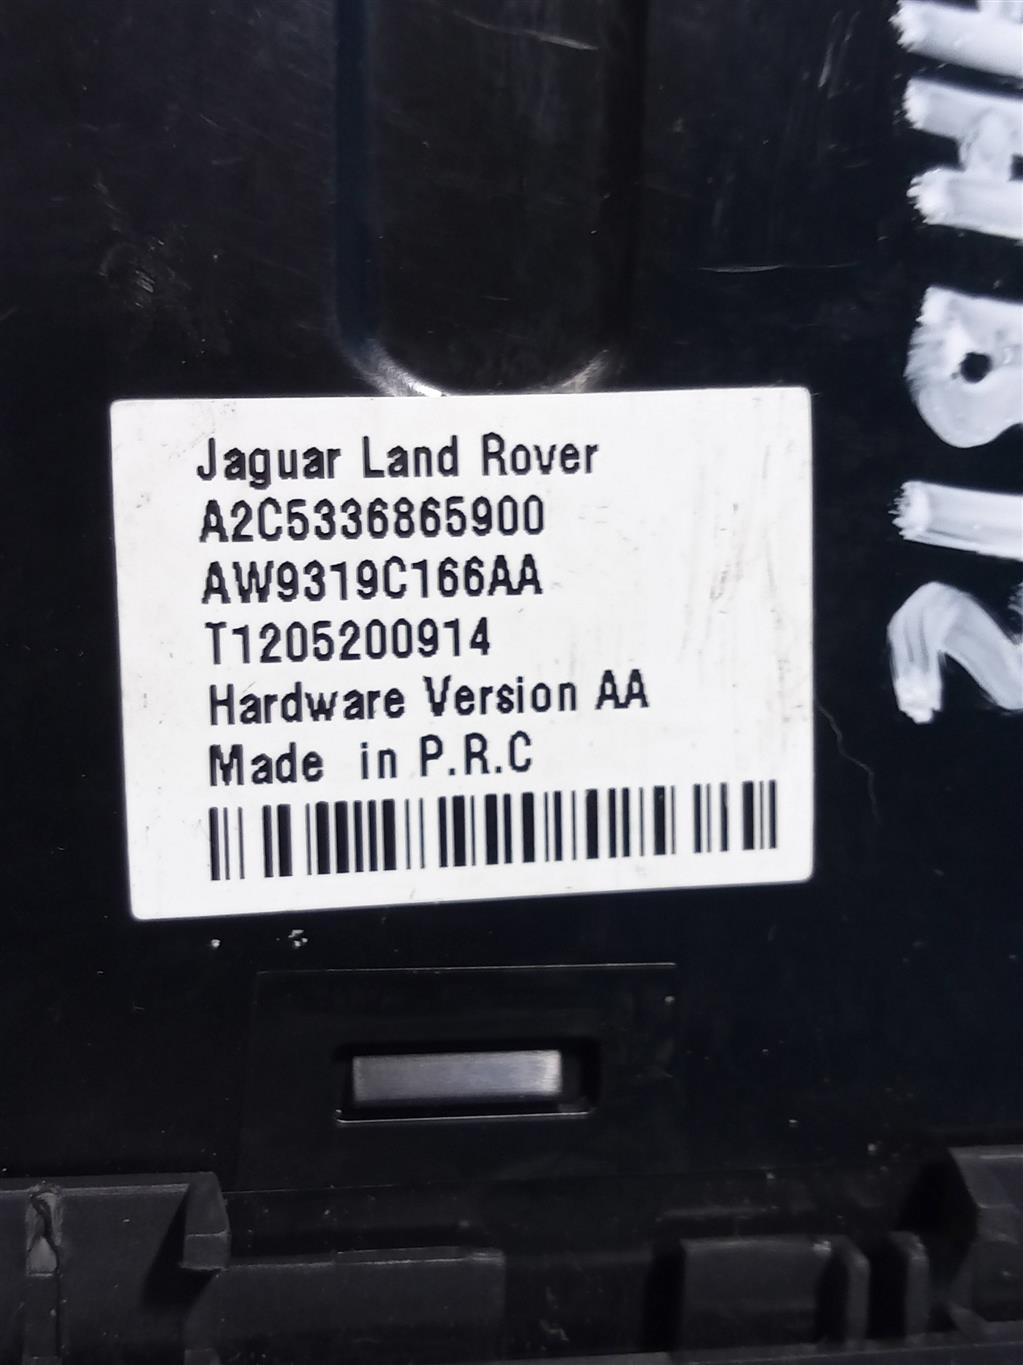 Jaguar Land Rover
A2C5336865900
AW9319C166AA
T1205200914
Hardware Version AA
Made in P.R.C